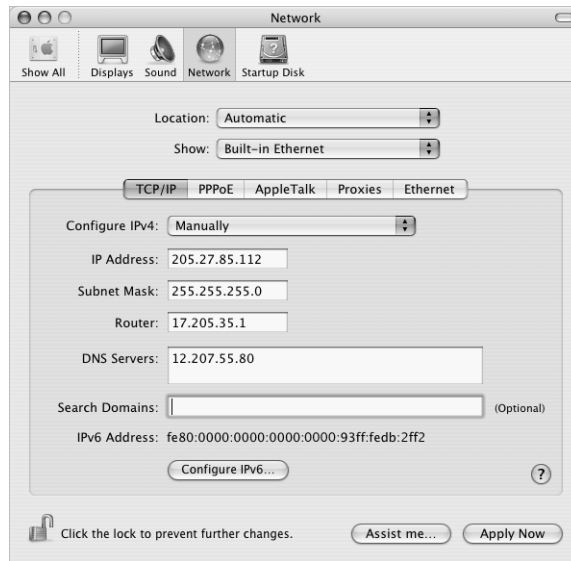 Network
Show All Displays Sound Network Startup Disk
Location: Automatic
Show: Built-in Ethernet
TCP/IP PPPoE AppleTalk Proxies Ethernet
Configure IPv4: Manually
IP Address: 205.27.85.112
Subnet Mask: 255.255.255.0
Router: 17.205.35.1
DNS Servers: 12.207.55.80
Search Domains: (Optional)
IPv6 Address: fe80:0000:0000:0000:0000:93ff:fedb:2ff2
Configure IPv6...
?
Click the lock to prevent further changes. Assist me... Apply Now